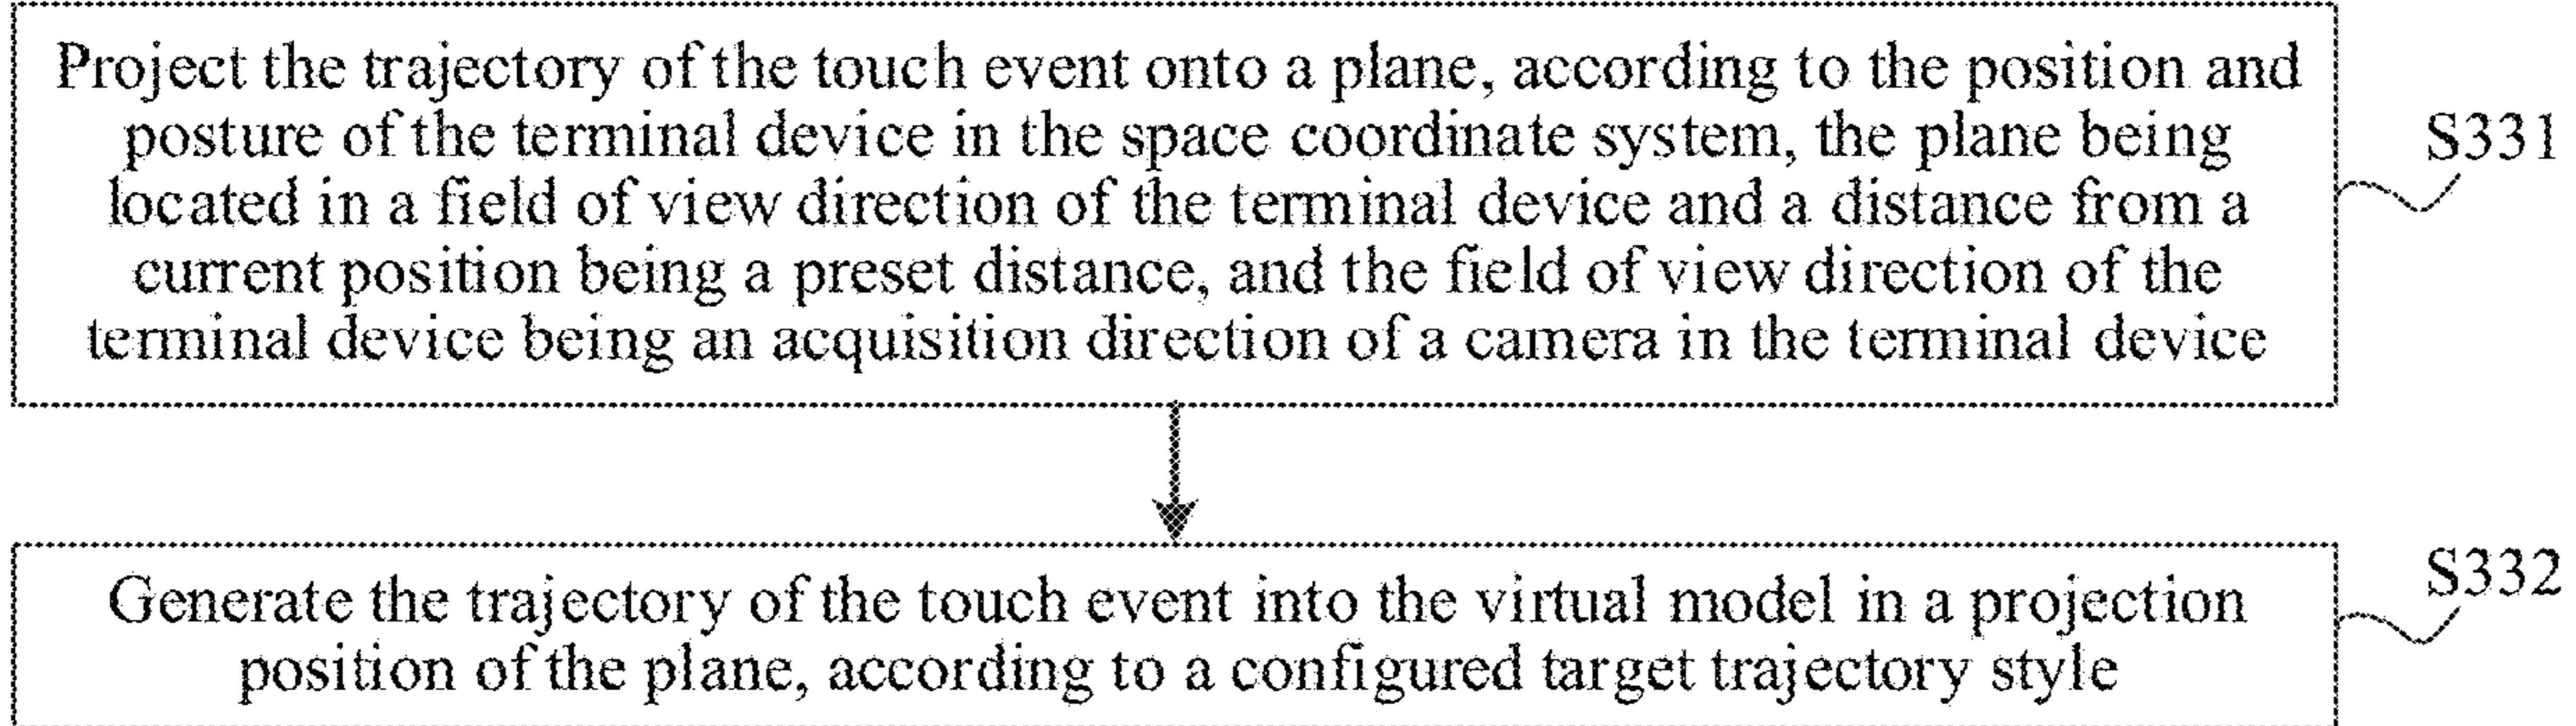 Project the trajectory of the touch event onto a plane, according to the position and
posture of the terminal device in the space coordinate system, the plane being
located in a field of view direction of the terminal device and a distance from a
current position being a preset distance, and the field of view direction of the
terminal device being an acquisition direction of a camera in the terminal device
S331
Generate the trajectory of the touch event into the virtual model in a projection
position of the plane, according to a configured target trajectory style
S332